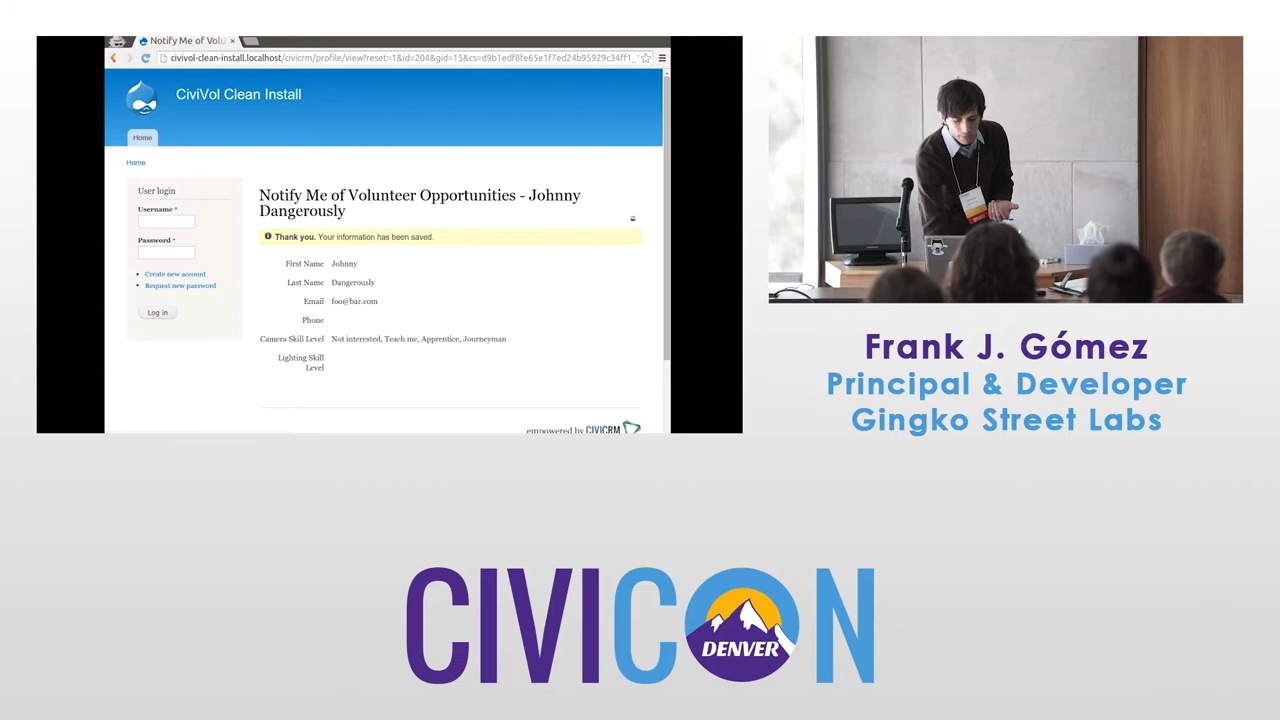 Notify Me of Volu
civivol-clean-install.localhost/civicrm/profile/view?reset=1&id=204&gid=15&cs=d9b1edf8fe65e1f7ed24b95929c34ff1_1
CiviVol Clean Install
Home
Home
User login
Username *
Password *
Create new account
Request new password
Log in
Notify Me of Volunteer Opportunities - Johnny
Dangerously
Thank you. Your information has been saved.
First Name Johnny
Last Name Dangerously
Email foo@bar.com
Phone
Camera Skill Level Not interested, Teach me, Apprentice, Journeyman
Lighting Skill
Level
empowered by CIVICRM
Frank J. Gómez
Principal & Developer
Gingko Street Labs
CIVICON
DENVER